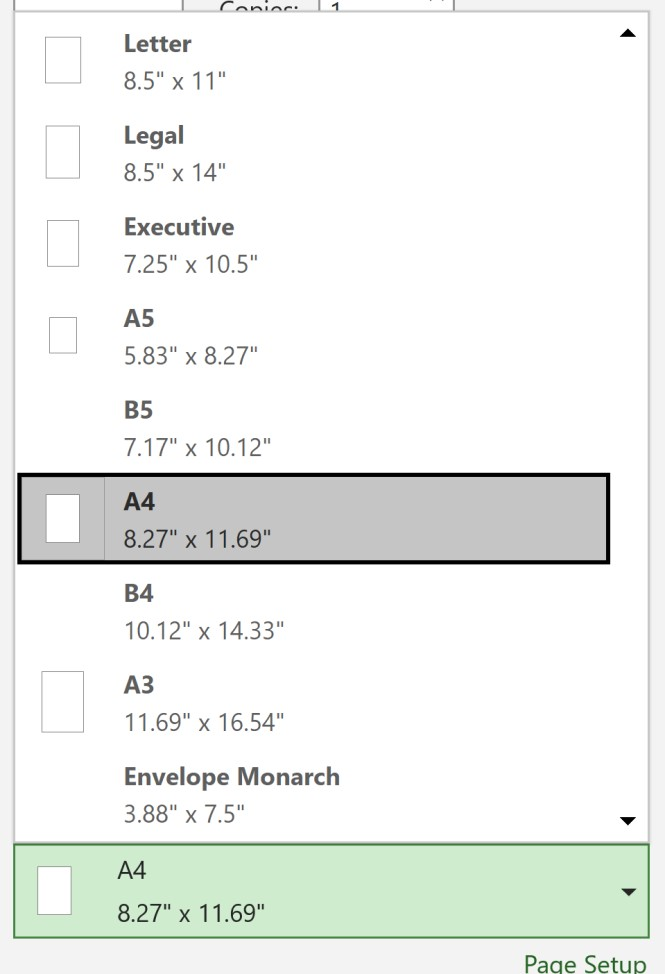 Copies: 1
Letter
8.5" x 11"
Legal
8.5" x 14"
Executive
7.25" x 10.5"
A5
5.83" x 8.27"
B5
7.17" x 10.12"
A4
8.27" x 11.69"
B4
10.12" x 14.33"
A3
11.69" x 16.54"
Envelope Monarch
3.88" x 7.5"
A4
8.27" x 11.69"
Page Setup